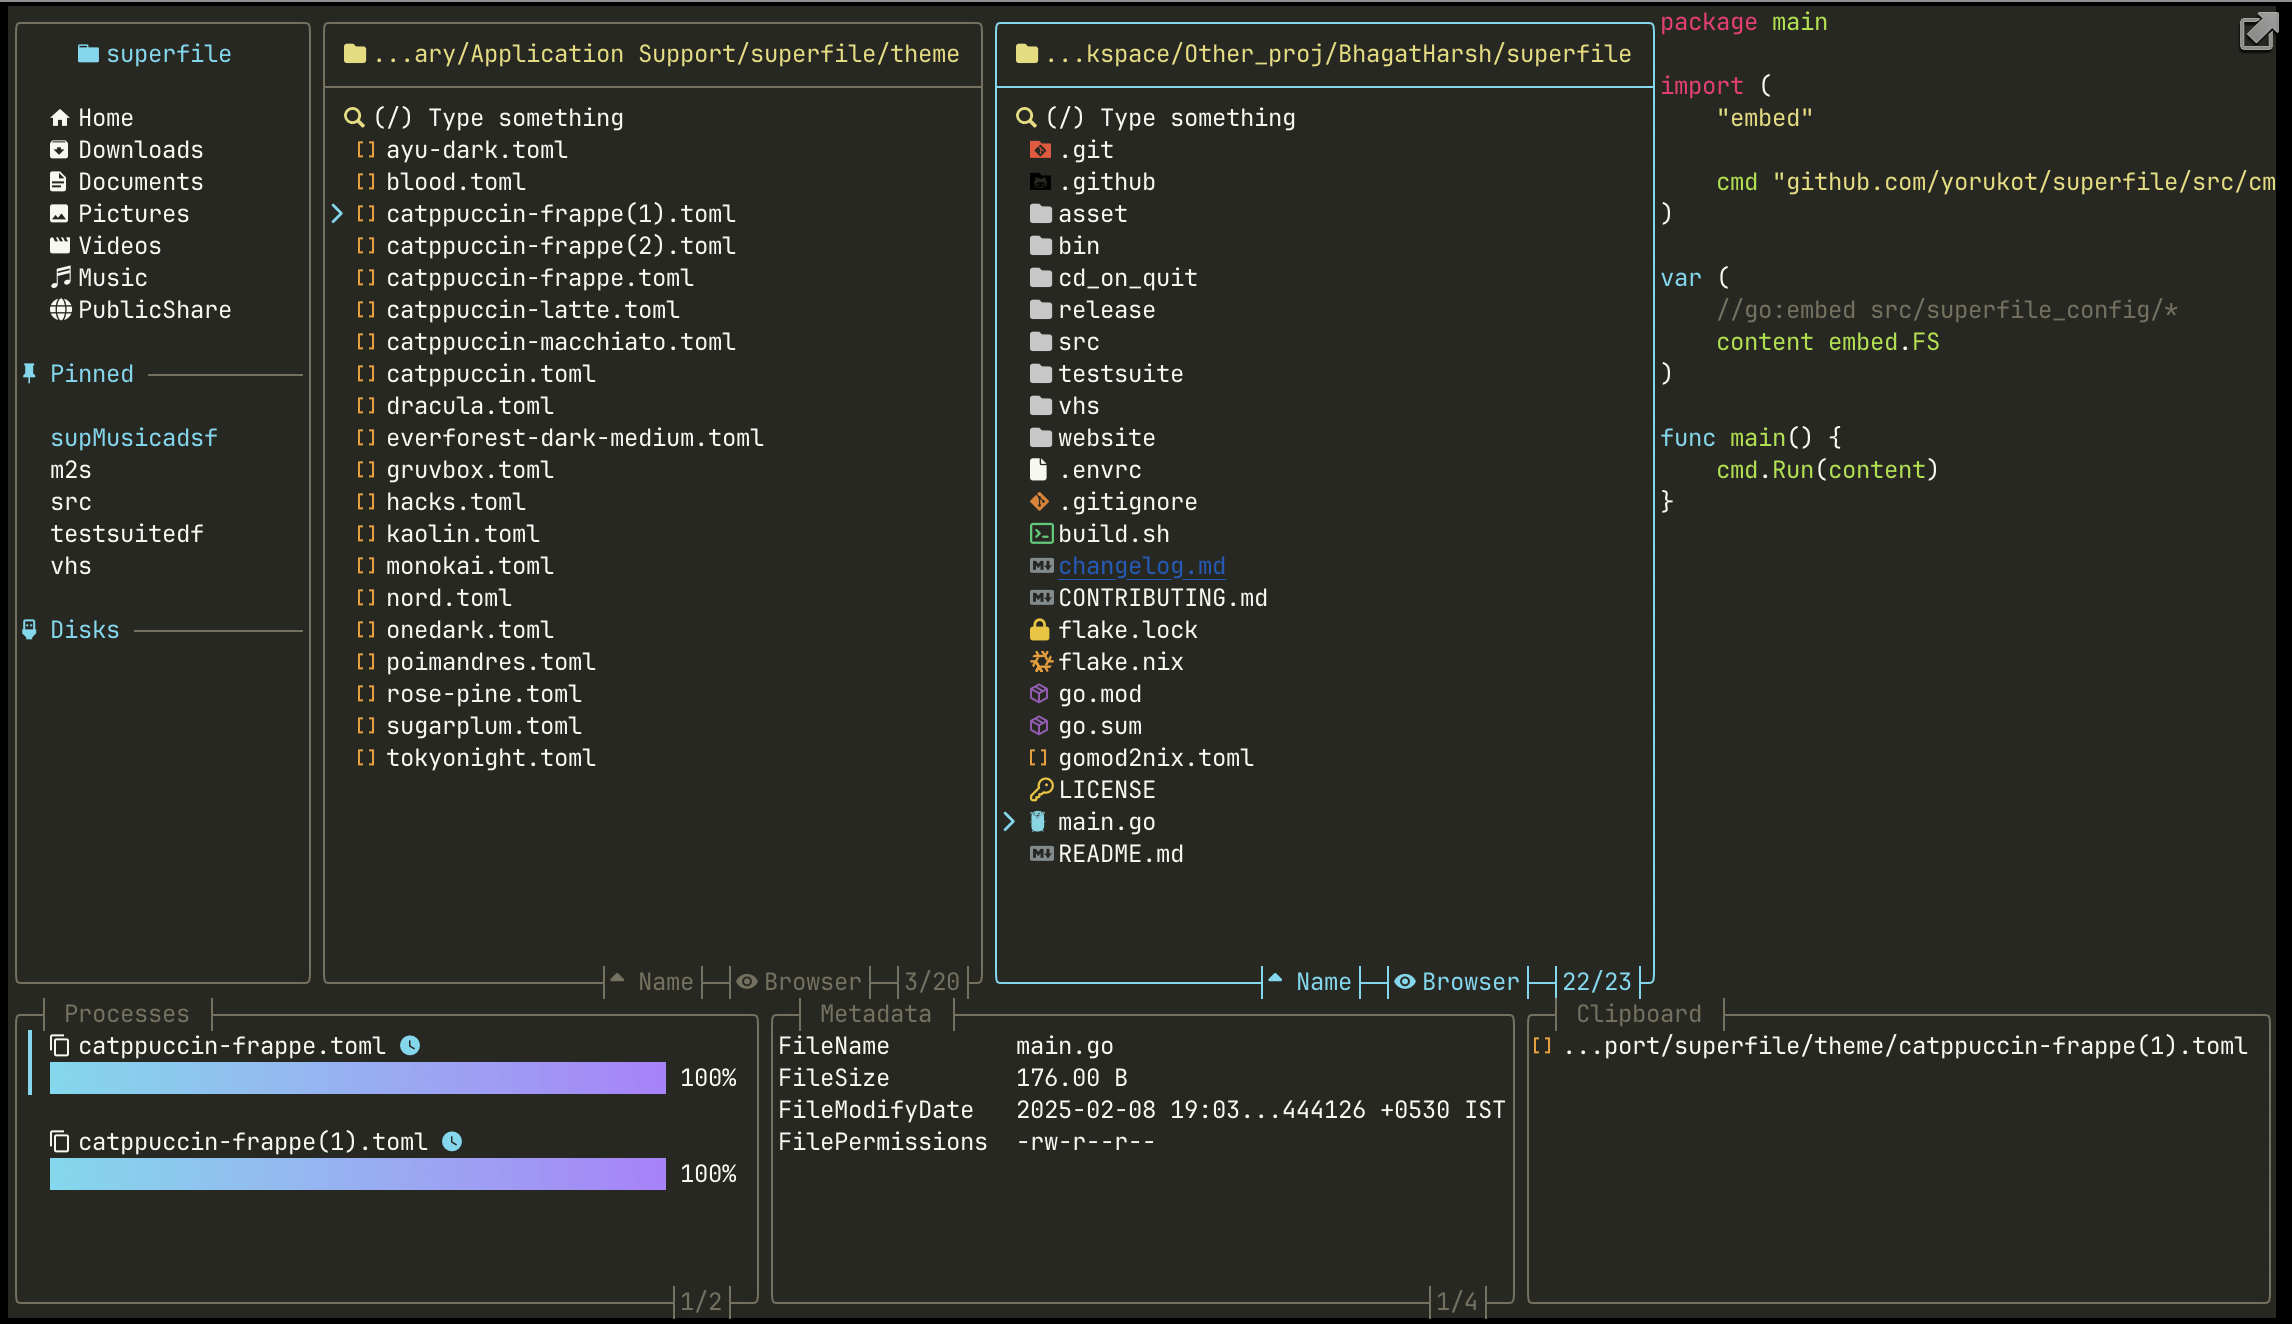 superfile
Home
Downloads
Documents
Pictures
Videos
Music
PublicShare
Pinned
supMusicadsf
m2s
src
testsuitedf
vhs
Disks
...ary/Application Support/superfile/theme
(/) Type something
ayu-dark.toml
blood.toml
catppuccin-frappe(1).toml
catppuccin-frappe(2).toml
catppuccin-frappe.toml
catppuccin-latte.toml
catppuccin-macchiato.toml
catppuccin.toml
dracula.toml
everforest-dark-medium.toml
gruvbox.toml
hacks.toml
kaolin.toml
monokai.toml
nord.toml
onedark.toml
poimandres.toml
rose-pine.toml
sugarplum.toml
tokyonight.toml
Name Browser 3/20
...kspace/Other_proj/BhagatHarsh/superfile
(/) Type something
.git
.github
asset
bin
cd_on_quit
release
src
testsuite
vhs
website
.envrc
.gitignore
build.sh
changelog.md
CONTRIBUTING.md
flake.lock
flake.nix
go.mod
go.sum
gomod2nix.toml
LICENSE
main.go
README.md
Name Browser 22/23
package main
import (
"embed"
cmd "github.com/yorukot/superfile/src/cm
)
var (
//go:embed src/superfile_config/*
content embed.FS
)
func main() {
cmd.Run(content)
}
Processes
catppuccin-frappe.toml
100%
catppuccin-frappe(1).toml
100%
1/2
Metadata
FileName main.go
FileSize 176.00 B
FileModifyDate 2025-02-08 19:03...444126 +0530 IST
FilePermissions -rw-r--r--
1/4
Clipboard
...port/superfile/theme/catppuccin-frappe(1).toml